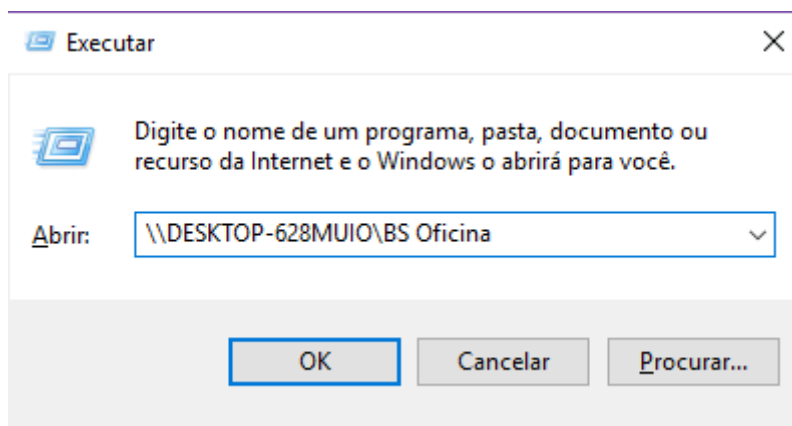 Executar
Digite o nome de um programa, pasta, documento ou
recurso da Internet e o Windows o abrirá para você.
Abrir: \\DESKTOP-628MUIO\BS Oficina
OK Cancelar Procurar...